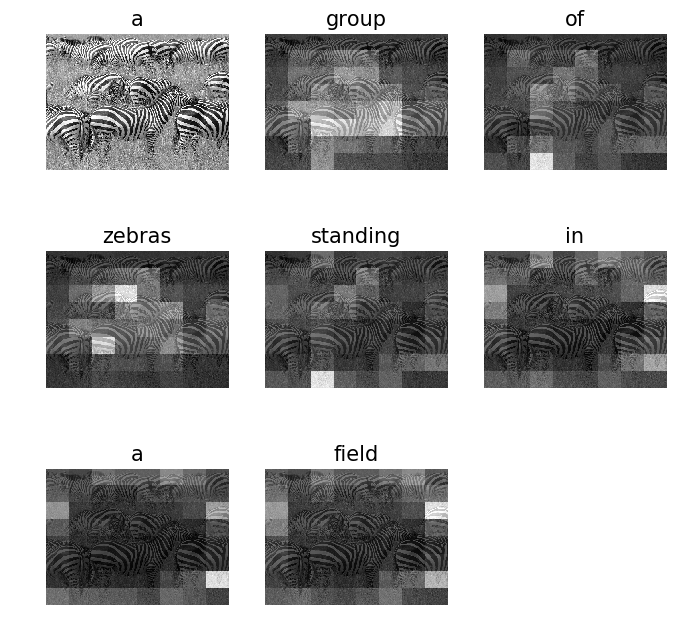 a group of
zebras standing in
a field